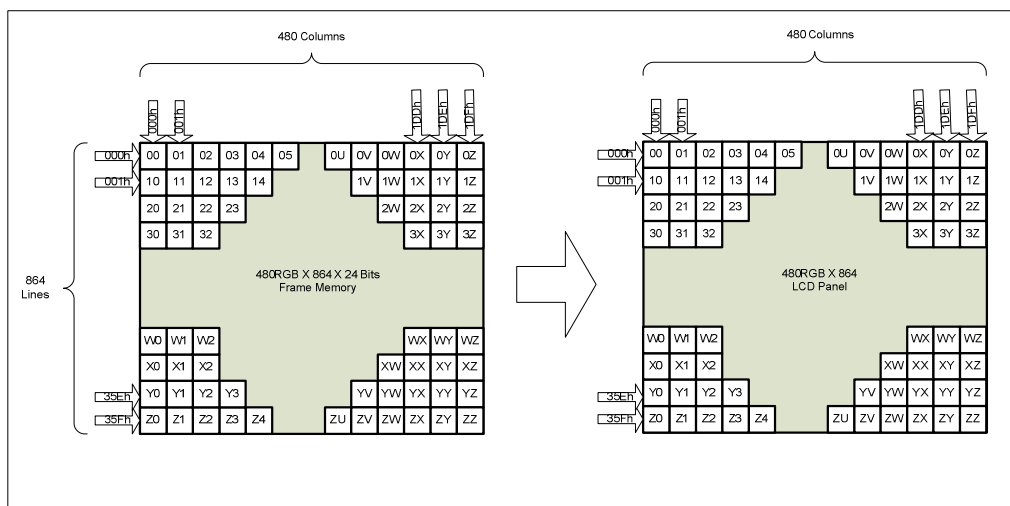 480 Columns
480 Columns
000h 001h 1DDh 1DEh 1DFh
000h 001h 1DDh 1DEh 1DFh
000h 00 01 02 03 04 05 0U 0V 0W 0X 0Y 0Z
000h 00 01 02 03 04 05 0U 0V 0W 0X 0Y 0Z
001h 10 11 12 13 14 1V 1W 1X 1Y 1Z
001h 10 11 12 13 14 1V 1W 1X 1Y 1Z
20 21 22 23 2W 2X 2Y 2Z
20 21 22 23 2W 2X 2Y 2Z
30 31 32 3X 3Y 3Z
30 31 32 3X 3Y 3Z
864
Lines
480RGB X 864 X 24 Bits
Frame Memory
480RGB X 864
LCD Panel
W0 W1 W2 WX WY WZ
W0 W1 W2 WX WY WZ
X0 X1 X2 XW XX XY XZ
X0 X1 X2 XW XX XY XZ
35Eh Y0 Y1 Y2 Y3 YV YW YX YY YZ
35Eh Y0 Y1 Y2 Y3 YV YW YX YY YZ
35Fh Z0 Z1 Z2 Z3 Z4 ZU ZV ZW ZX ZY ZZ
35Fh Z0 Z1 Z2 Z3 Z4 ZU ZV ZW ZX ZY ZZ